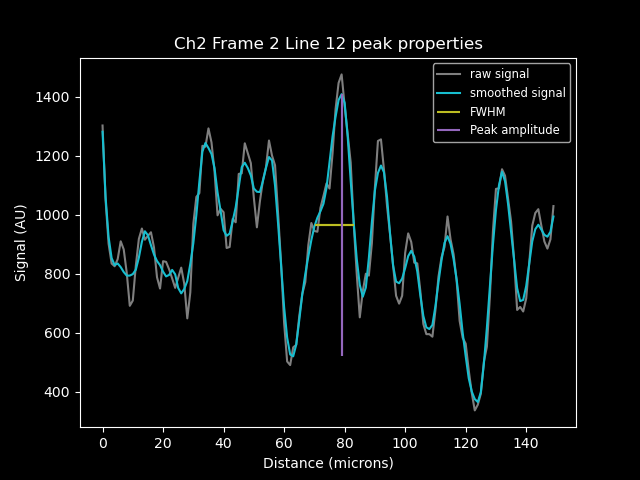 Ch2 Frame 2 Line 12 peak properties
raw signal
smoothed signal
FWHM
Peak amplitude
Signal (AU)
1400
1200
1000
800
600
400
0 20 40 60 80 100 120 140
Distance (microns)